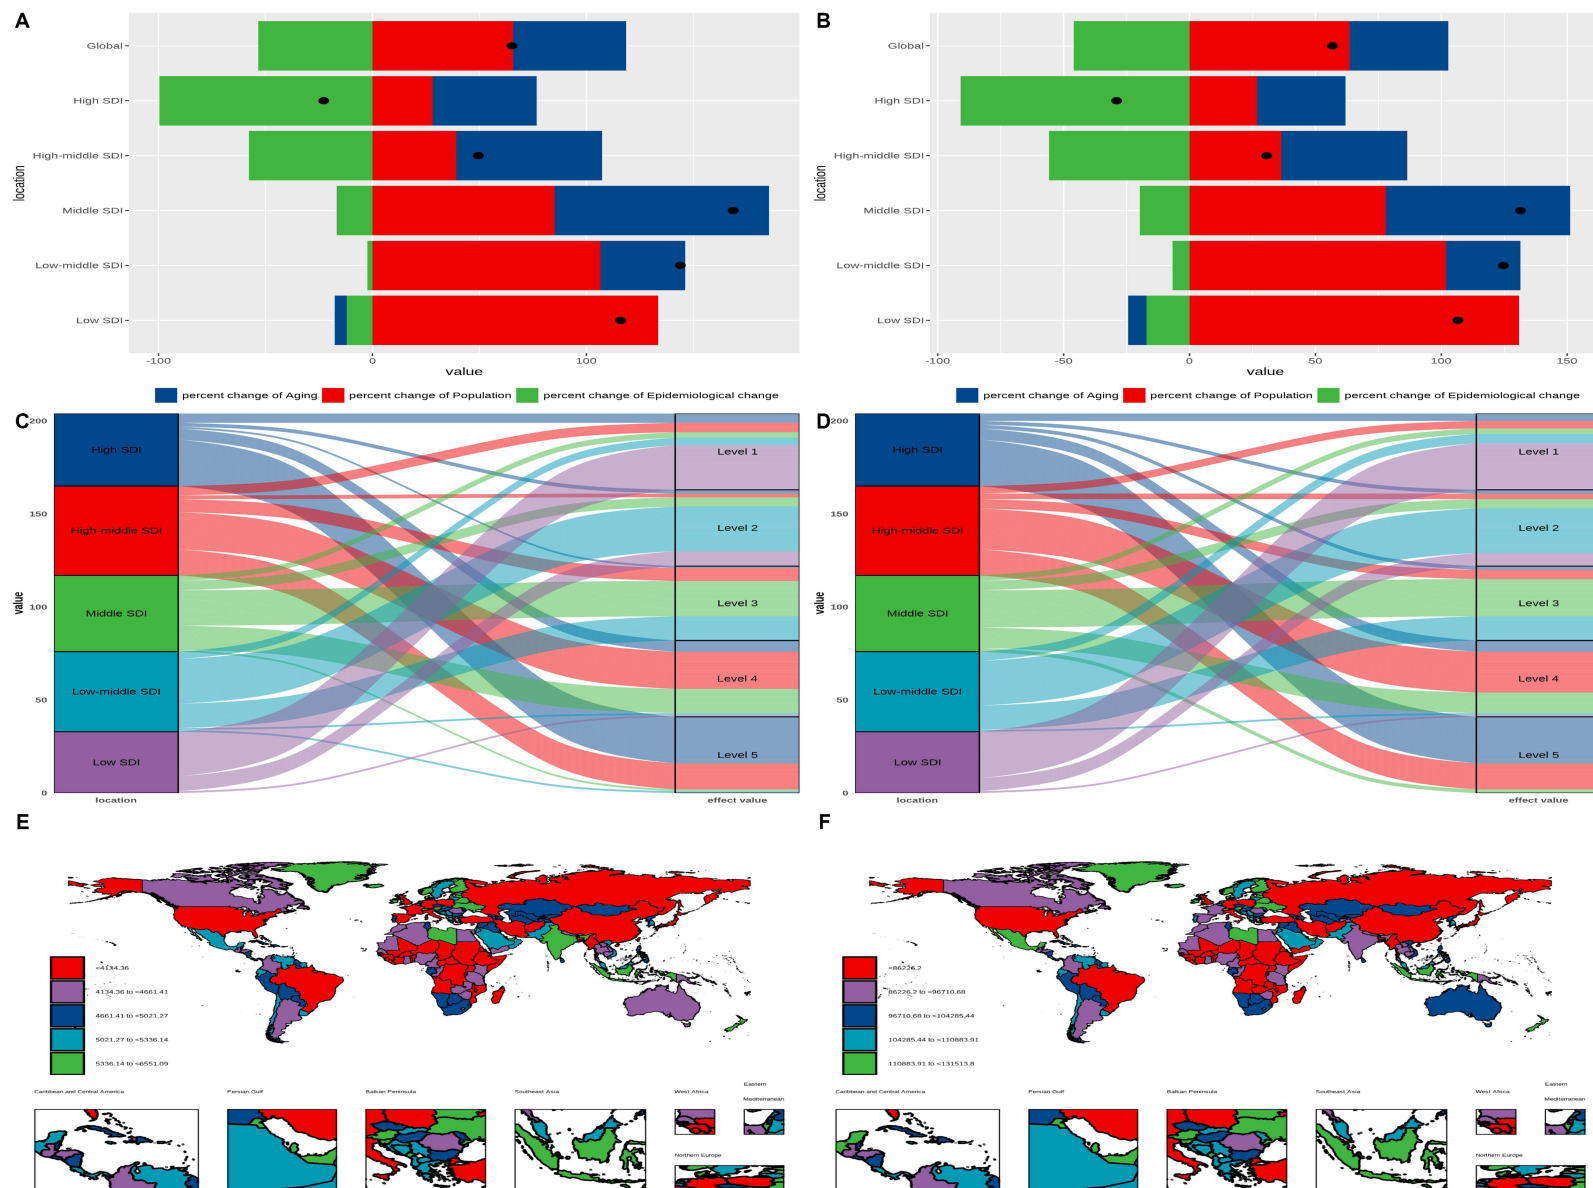 A
B
Global
High SDI
High-middle SDI
Middle SDI
Low-middle SDI
Low SDI
location
-100
0
100
value
Global
High SDI
High-middle SDI
Middle SDI
Low-middle SDI
Low SDI
location
-100
-50
0
50
100
150
value
percent change of Aging
percent change of Population
percent change of Epidemiological change
percent change of Aging
percent change of Population
percent change of Epidemiological change
C
200
150
100
50
0
value
High SDI
High-middle SDI
Middle SDI
Low-middle SDI
Low SDI
Level 1
Level 2
Level 3
Level 4
Level 5
location
effect value
D
200
150
100
50
0
value
High SDI
High-middle SDI
Middle SDI
Low-middle SDI
Low SDI
Level 1
Level 2
Level 3
Level 4
Level 5
location
effect value
E
<4134.36
4134.36 to <4661.41
4661.41 to <5021.27
5021.27 to <5336.14
5336.14 to <6551.09
Caribbean and Central America
Persian Gulf
Balkan Peninsula
Southeast Asia
West Africa
Eastern
Mediterranean
Northern Europe
F
<86226.2
86226.2 to <96710.68
96710.68 to <104285.44
104285.44 to <110883.91
110883.91 to <131513.8
Caribbean and Central America
Persian Gulf
Balkan Peninsula
Southeast Asia
West Africa
Eastern
Mediterranean
Northern Europe